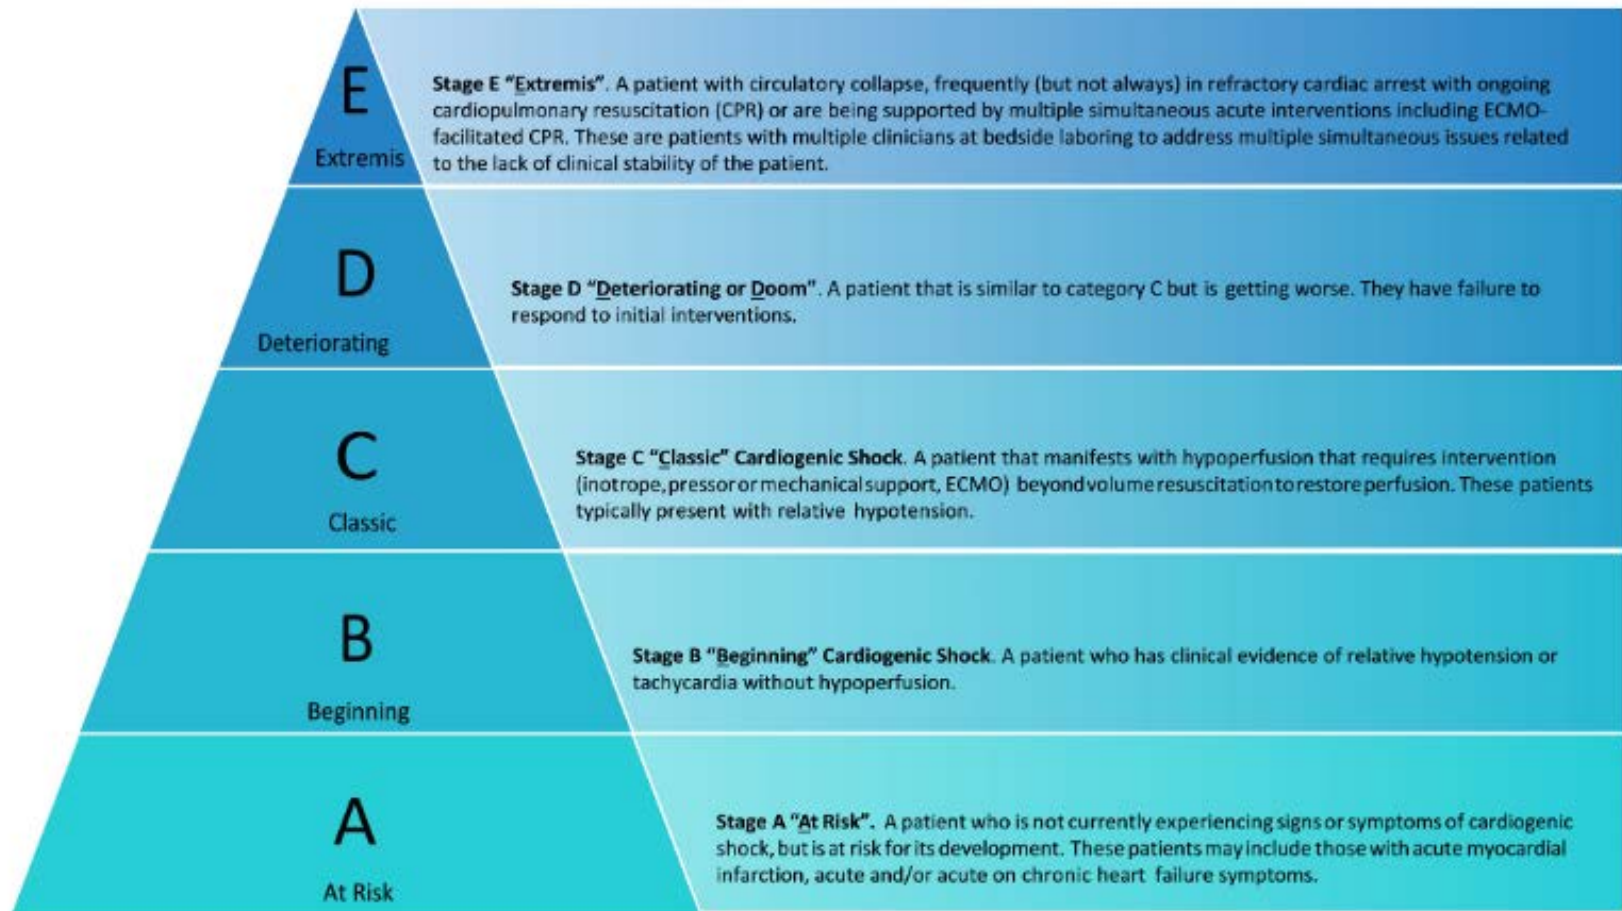 E
Extremis
Stage E "Extremis". A patient with circulatory collapse, frequently (but not always) in refractory cardiac arrest with ongoing
cardiopulmonary resuscitation (CPR) or are being supported by multiple simultaneous acute interventions including ECMO-
facilitated CPR. These are patients with multiple clinicians at bedside laboring to address multiple simultaneous issues related
to the lack of clinical stability of the patient.
D
Deteriorating
Stage D "Deteriorating or Doom". A patient that is similar to category C but is getting worse. They have failure to
respond to initial interventions.
C
Classic
Stage C "Classic" Cardiogenic Shock. A patient that manifests with hypoperfusion that requires intervention
(inotrope, pressor or mechanical support, ECMO) beyond volume resuscitation to restore perfusion. These patients
typically present with relative hypotension.
B
Beginning
Stage B "Beginning" Cardiogenic Shock. A patient who has clinical evidence of relative hypotension or
tachycardia without hypoperfusion.
A
At Risk
Stage A "At Risk". A patient who is not currently experiencing signs or symptoms of cardiogenic
shock, but is at risk for its development. These patients may include those with acute myocardial
infarction, acute and/or acute on chronic heart failure symptoms.